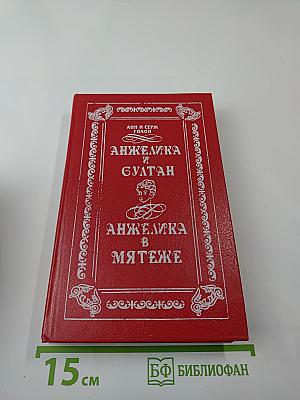 АНН И СЕРЖ
ГОЛОН
АНЖЕЛИКА
И
СУЛТАН
АНЖЕЛИКА
В
МЯТЕЖЕ
15 см
БФ БИБЛИОФАН